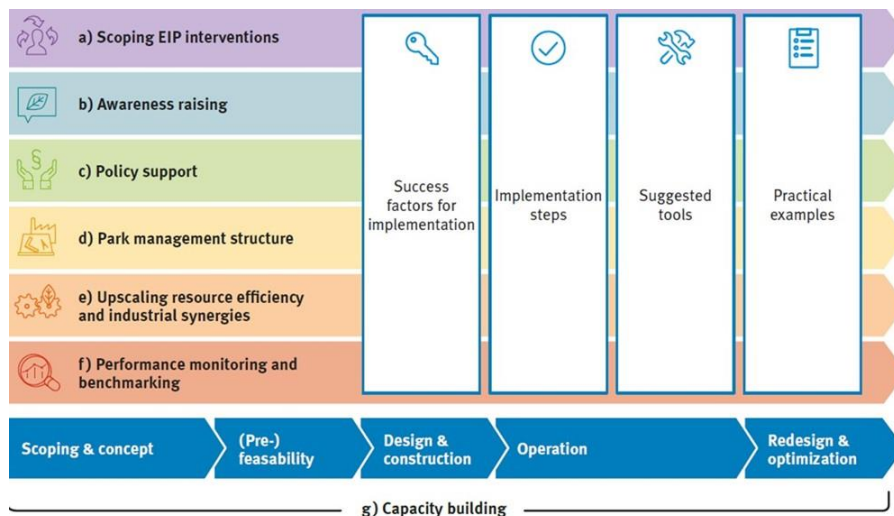 a) Scoping EIP interventions
b) Awareness raising
§
c) Policy support
d) Park management structure
e) Upscaling resource efficiency
and industrial synergies
f) Performance monitoring and
benchmarking
Success
factors for
implementation
Implementation
steps
Suggested
tools
Practical
examples
Scoping & concept
(Pre-)
feasability
Design &
construction
Operation
Redesign &
optimization
g) Capacity building